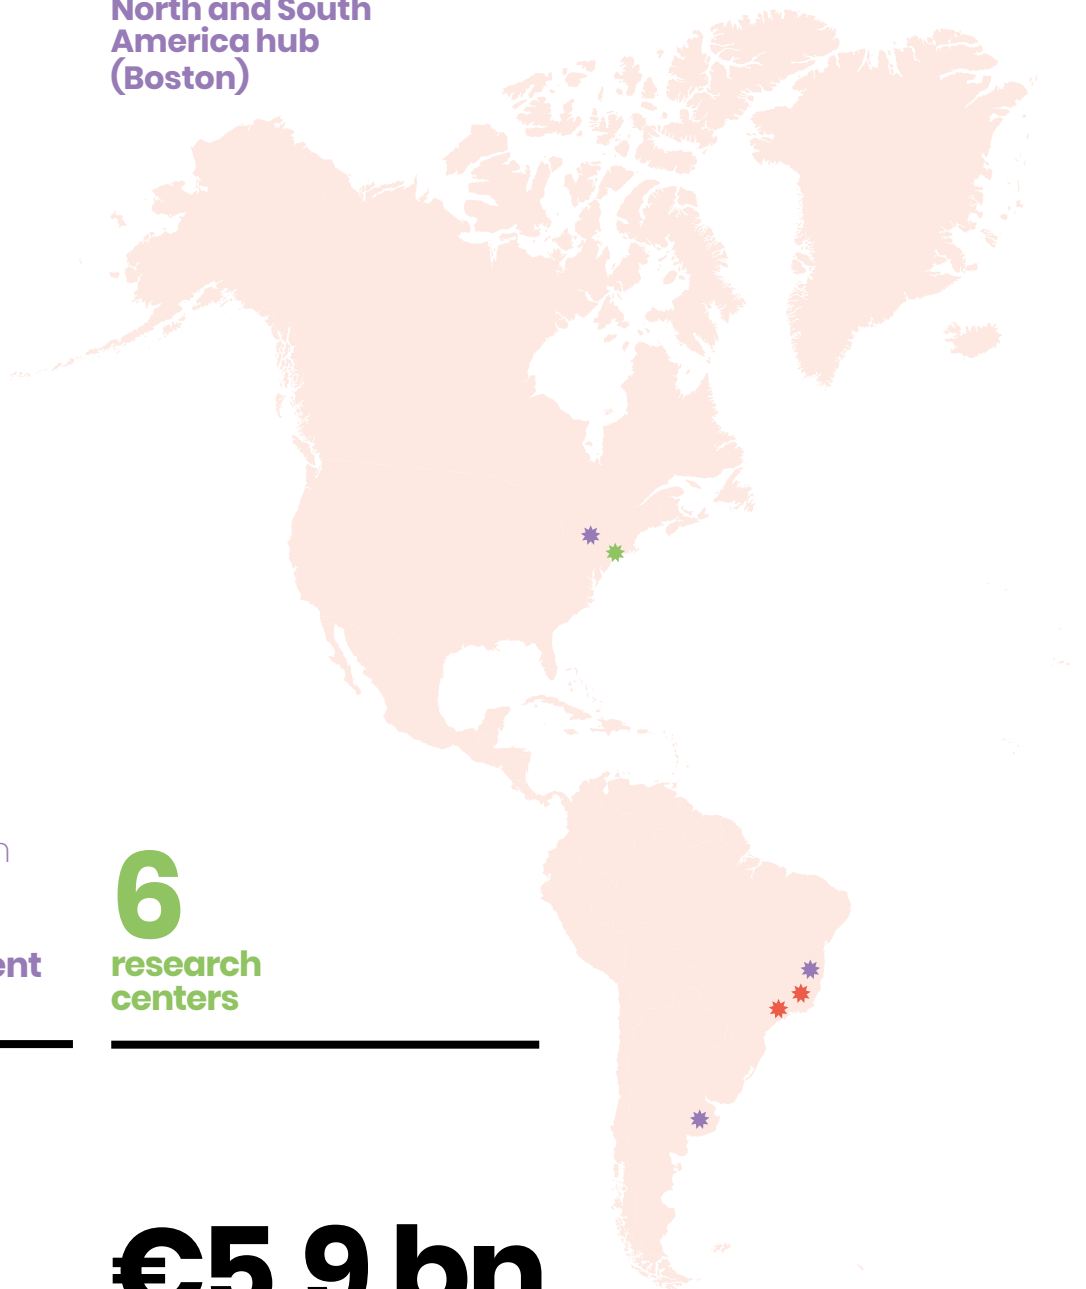 North and South
America hub
(Boston)
6
research
centers
€5.9 bn